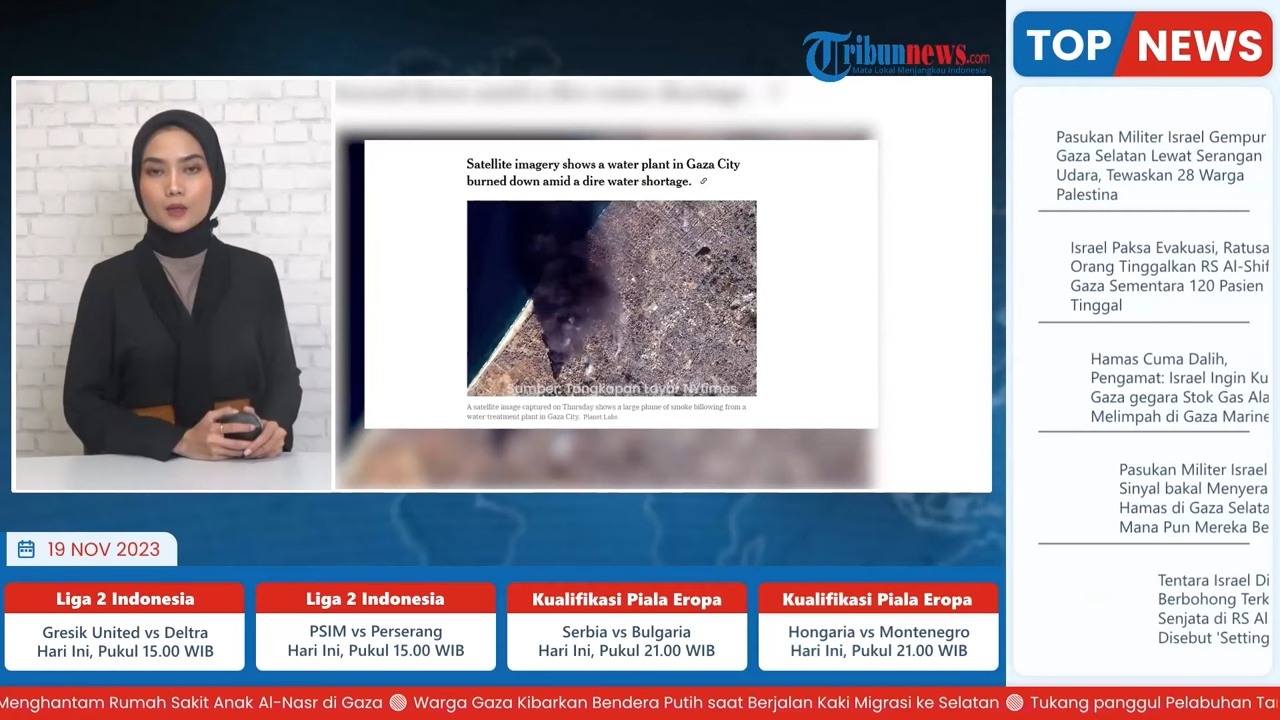 Tribunnews.com
Mata Lokal Menjangkau Indonesia
TOP NEWS
Satellite imagery shows a water plant in Gaza City
burned down amid a dire water shortage.
Sumber: Tangkapan Layar NYtimes
A satellite image captured on Thursday shows a large plume of smoke billowing from a
water treatment plant in Gaza City. Planet Labs
Pasukan Militer Israel Gempur
Gaza Selatan Lewat Serangan
Udara, Tewaskan 28 Warga
Palestina
Israel Paksa Evakuasi, Ratusa
Orang Tinggalkan RS Al-Shif
Gaza Sementara 120 Pasien
Tinggal
Hamas Cuma Dalih,
Pengamat: Israel Ingin Ku
Gaza gegara Stok Gas Ala
Melimpah di Gaza Marine
Pasukan Militer Israel
Sinyal bakal Menyera
Hamas di Gaza Selata
Mana Pun Mereka Be
Tentara Israel Di
Berbohong Terk
Senjata di RS Al
Disebut 'Setting
19 NOV 2023
Liga 2 Indonesia
Gresik United vs Deltra
Hari Ini, Pukul 15.00 WIB
Liga 2 Indonesia
PSIM vs Perserang
Hari Ini, Pukul 15.00 WIB
Kualifikasi Piala Eropa
Serbia vs Bulgaria
Hari Ini, Pukul 21.00 WIB
Kualifikasi Piala Eropa
Hongaria vs Montenegro
Hari Ini, Pukul 21.00 WIB
Menghantam Rumah Sakit Anak Al-Nasr di Gaza Warga Gaza Kibarkan Bendera Putih saat Berjalan Kaki Migrasi ke Selatan Tukang panggul Pelabuhan Ta